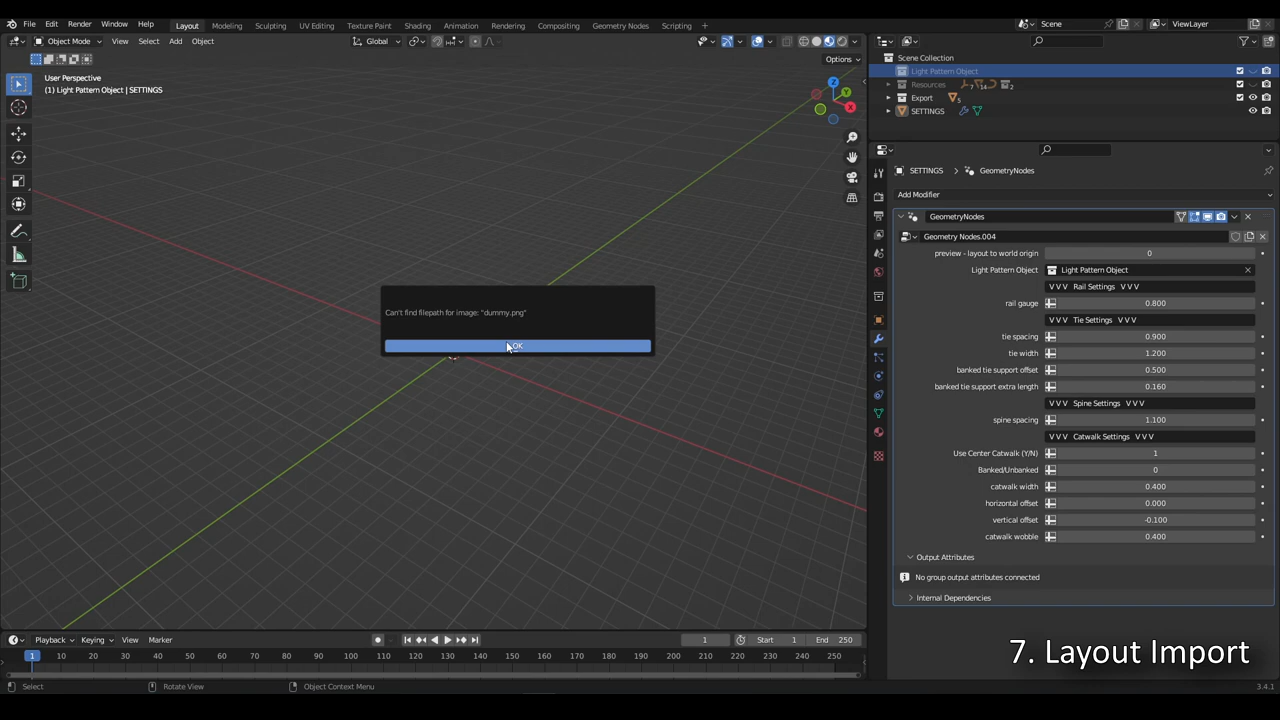 File Edit Render Window Help
Layout Modeling Sculpting UV Editing Texture Paint Shading Animation Rendering Compositing Geometry Nodes Scripting +
Scene
ViewLayer
Object Mode
View Select Add Object
Global
Options
User Perspective
(1) Light Pattern Object | SETTINGS
Z
Y
X
Scene Collection
Light Pattern Object
Resources
7
14
2
Export
5
SETTINGS
SETTINGS > GeometryNodes
Add Modifier
GeometryNodes
Geometry Nodes.004
preview - layout to world origin 0
Light Pattern Object Light Pattern Object
V V V Rail Settings V V V
rail gauge 0.800
V V V Tie Settings V V V
tie spacing 0.900
tie width 1.200
banked tie support offset 0.500
banked tie support extra length 0.160
V V V Spine Settings V V V
spine spacing 1.100
V V V Catwalk Settings V V V
Use Center Catwalk (Y/N) 1
Banked/Unbanked 0
catwalk width 0.400
horizontal offset 0.000
vertical offset -0.100
catwalk wobble 0.400
Output Attributes
No group output attributes connected
Internal Dependencies
Can't find filepath for image: "dummy.png"
OK
Playback Keying View Marker
1
Start 1
End 250
1 10 20 30 40 50 60 70 80 90 100 110 120 130 140 150 160 170 180 190 200 210 220 230 240 250
7. Layout Import
Select
Rotate View
Object Context Menu
3.4.1